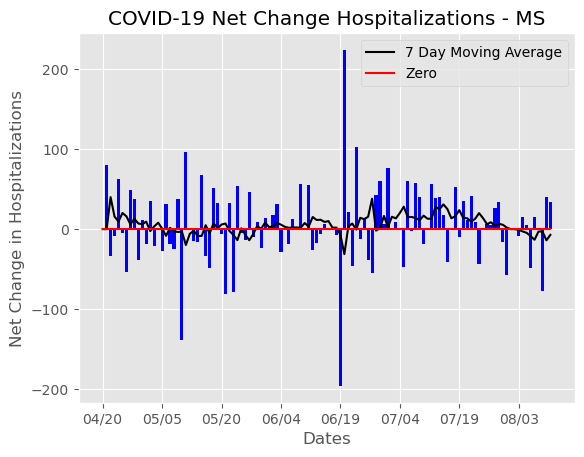 COVID-19 Net Change Hospitalizations - MS
7 Day Moving Average
Zero
Net Change in Hospitalizations
200
100
0
−100
−200
04/20 05/05 05/20 06/04 06/19 07/04 07/19 08/03
Dates